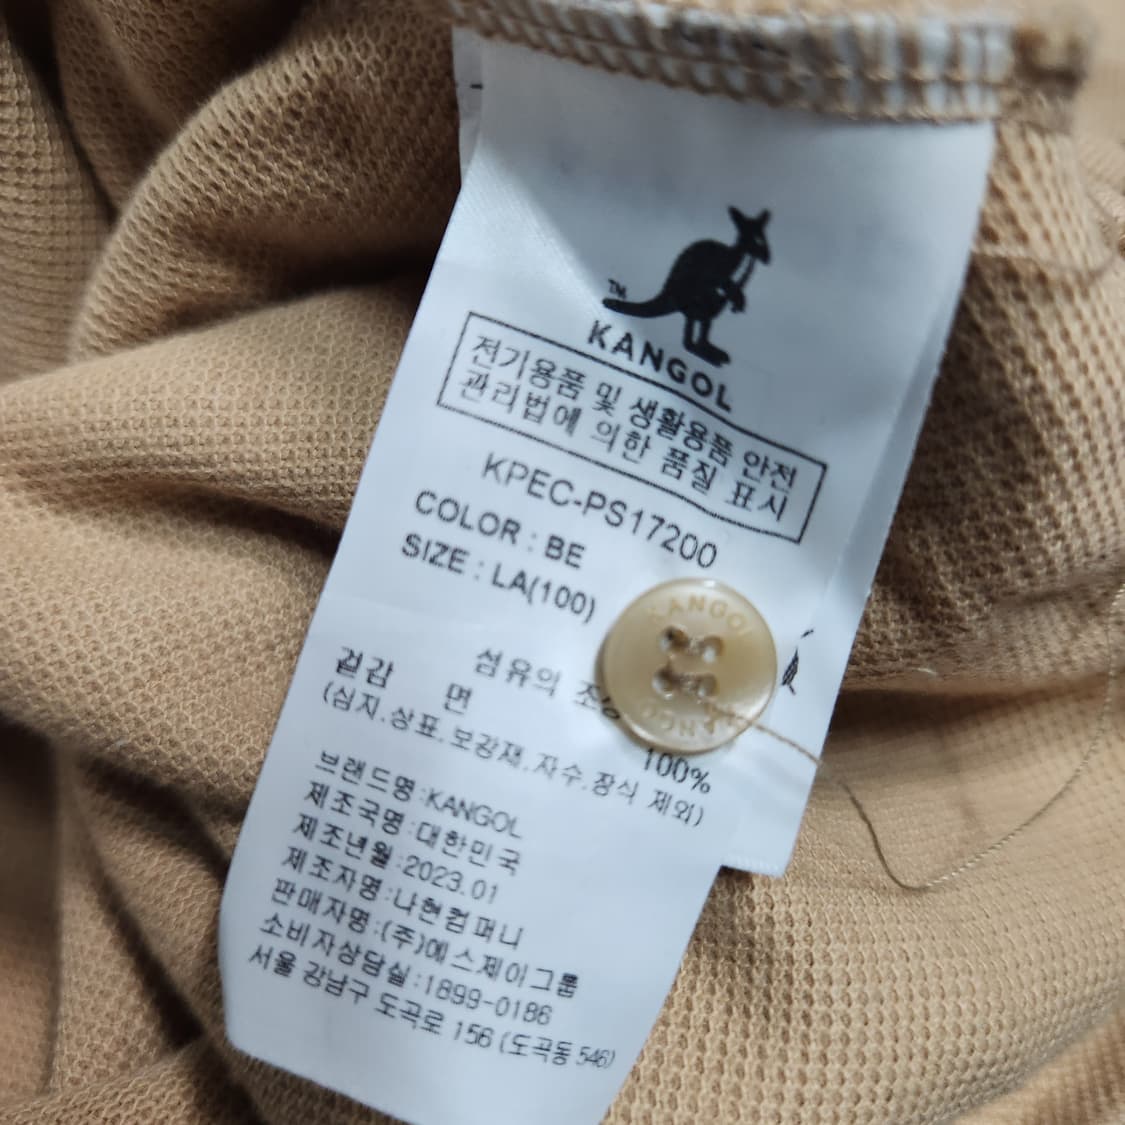 TM
KANGOL
전기용품 및 생활용품 안전
관리법에 의한 품질 표시
KPEC-PS17200
COLOR : BE
SIZE : LA(100)
KANGOL
KANGOL
섬유의
겉감 면 100%
(심지.상표.보강재.자수.장식 제외)
브랜드명:KANGOL
제조국명:대한민국
제조년월:2023.01
제조자명:나현컴퍼니
판매자명:(주)에스제이그룹
소비자상담실:1899-0186
서울 강남구 도곡로 156 (도곡동 546)